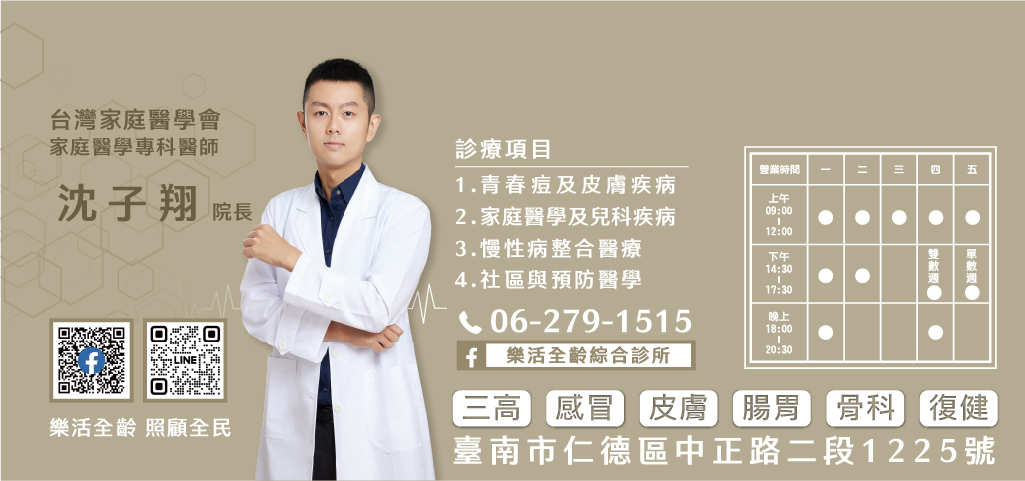 台灣家庭醫學會
家庭醫學專科醫師
沈子翔 院長
LINE
樂活全齡 照顧全民
診療項目
1.青春痘及皮膚疾病
2.家庭醫學及兒科疾病
3.慢性病整合醫療
4.社區與預防醫學
06-279-1515
樂活全齡綜合診所
營業時間 一 二 三 四 五
上午
09:00
12:00
下午
14:30
17:30
雙數週
單數週
晚上
18:00
20:30
三高 感冒 皮膚 腸胃 骨科 復健
臺南市仁德區中正路二段1225號